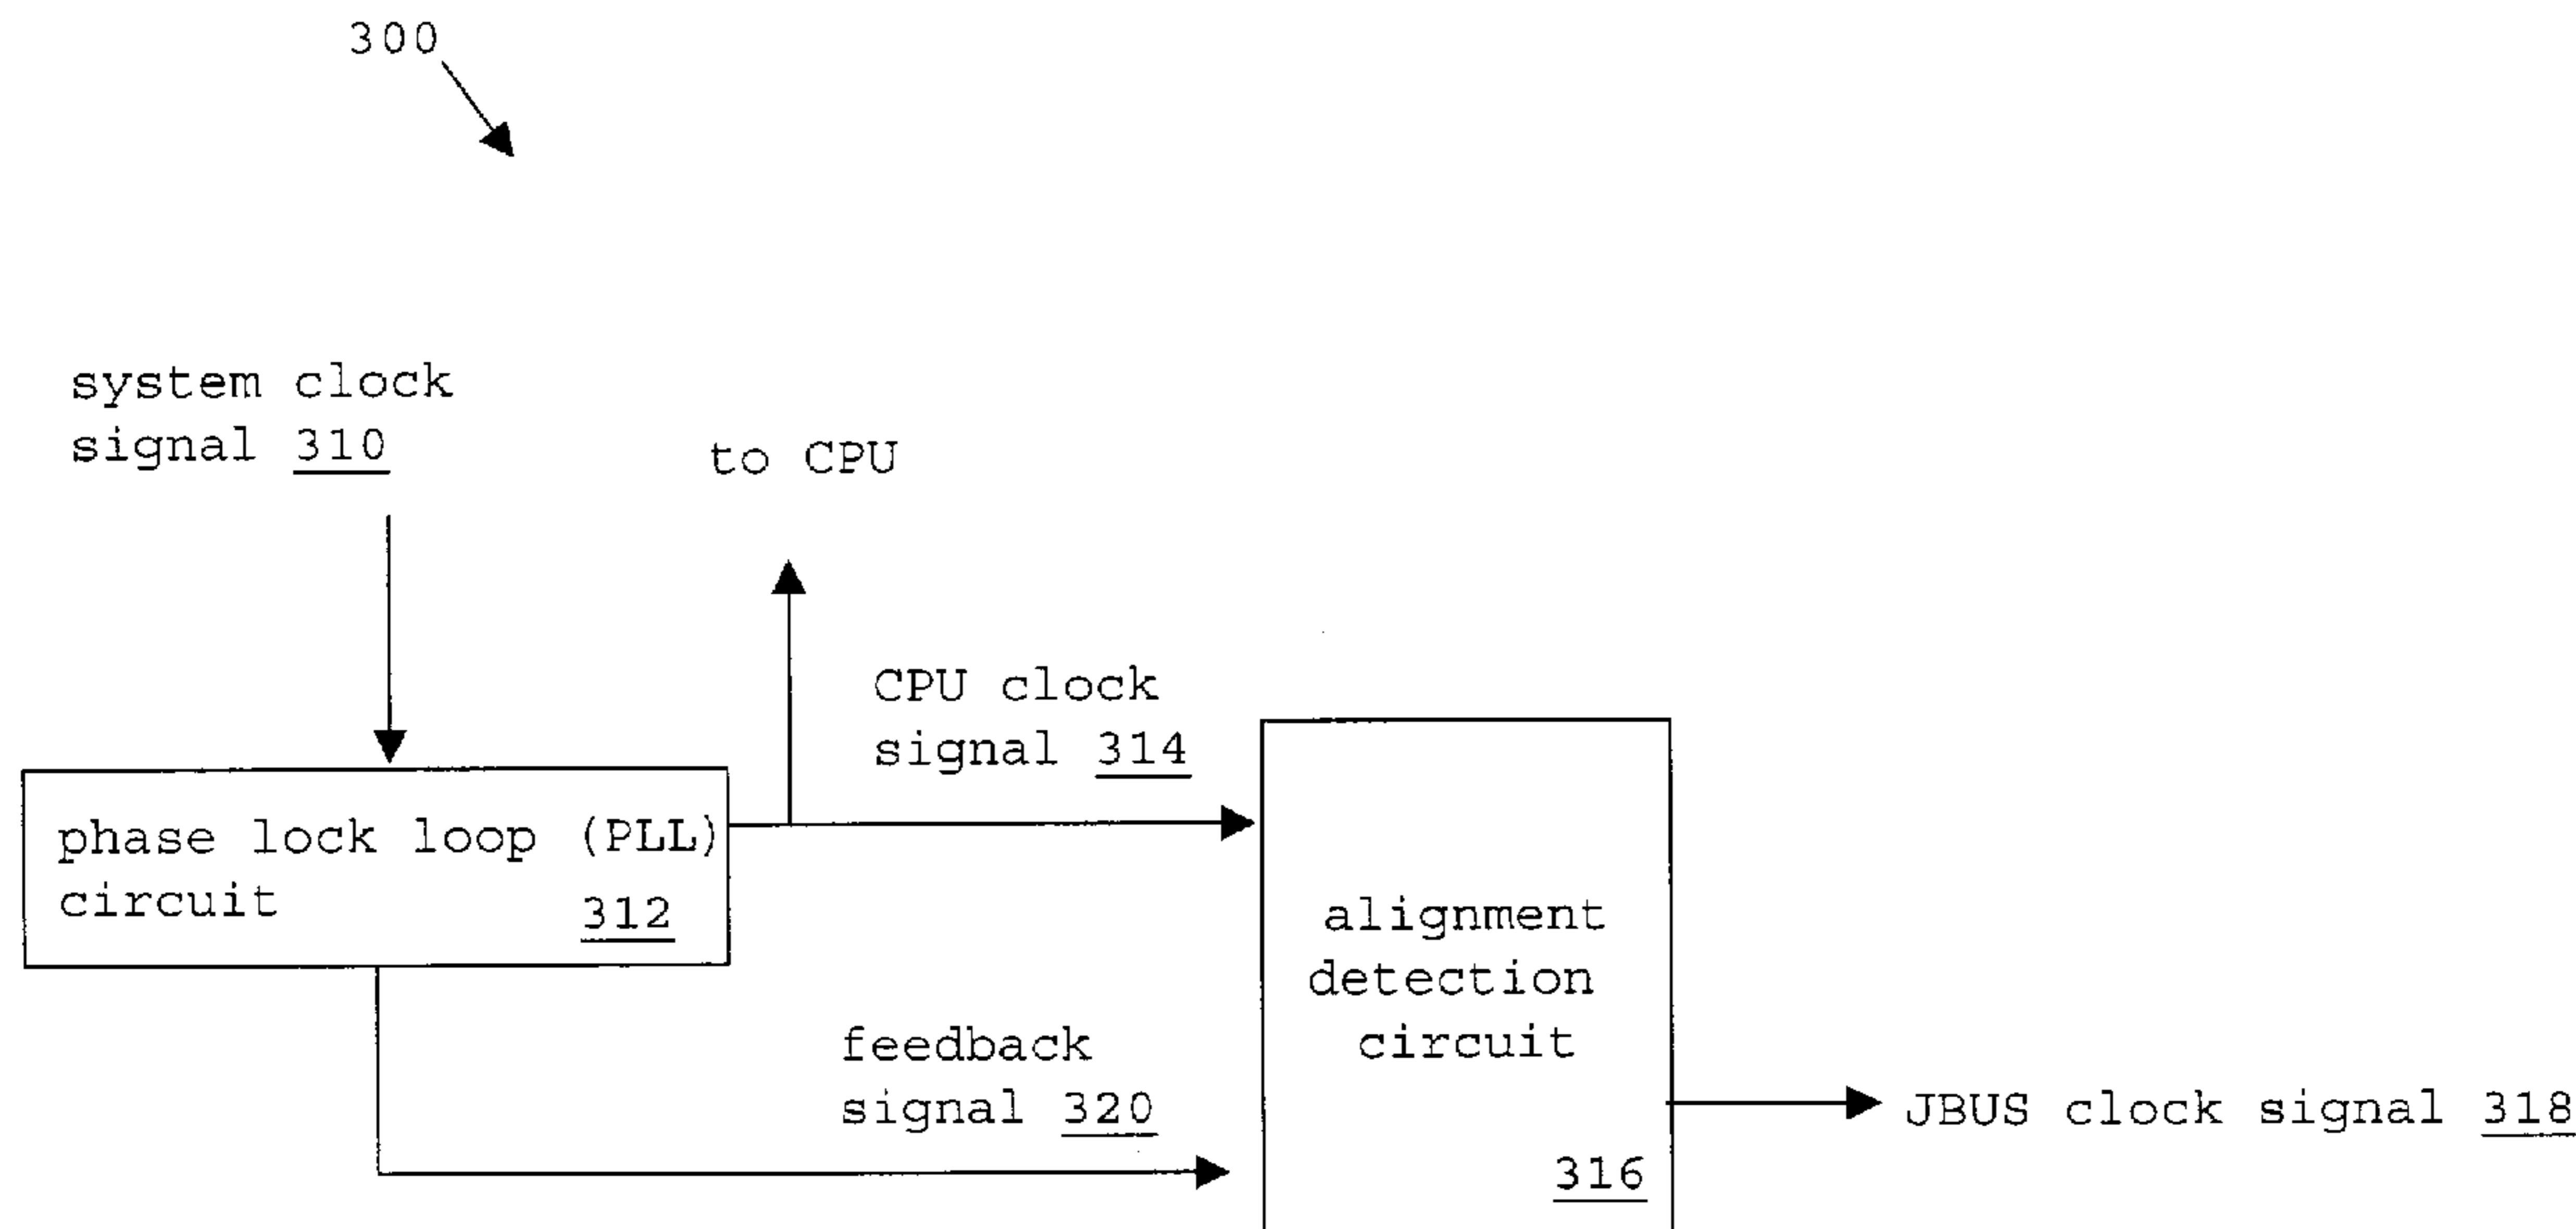 300
system clock
signal 310
to CPU
CPU clock
signal 314
phase lock loop (PLL)
circuit 312
alignment
detection
circuit
316
feedback
signal 320
JBUS clock signal 318